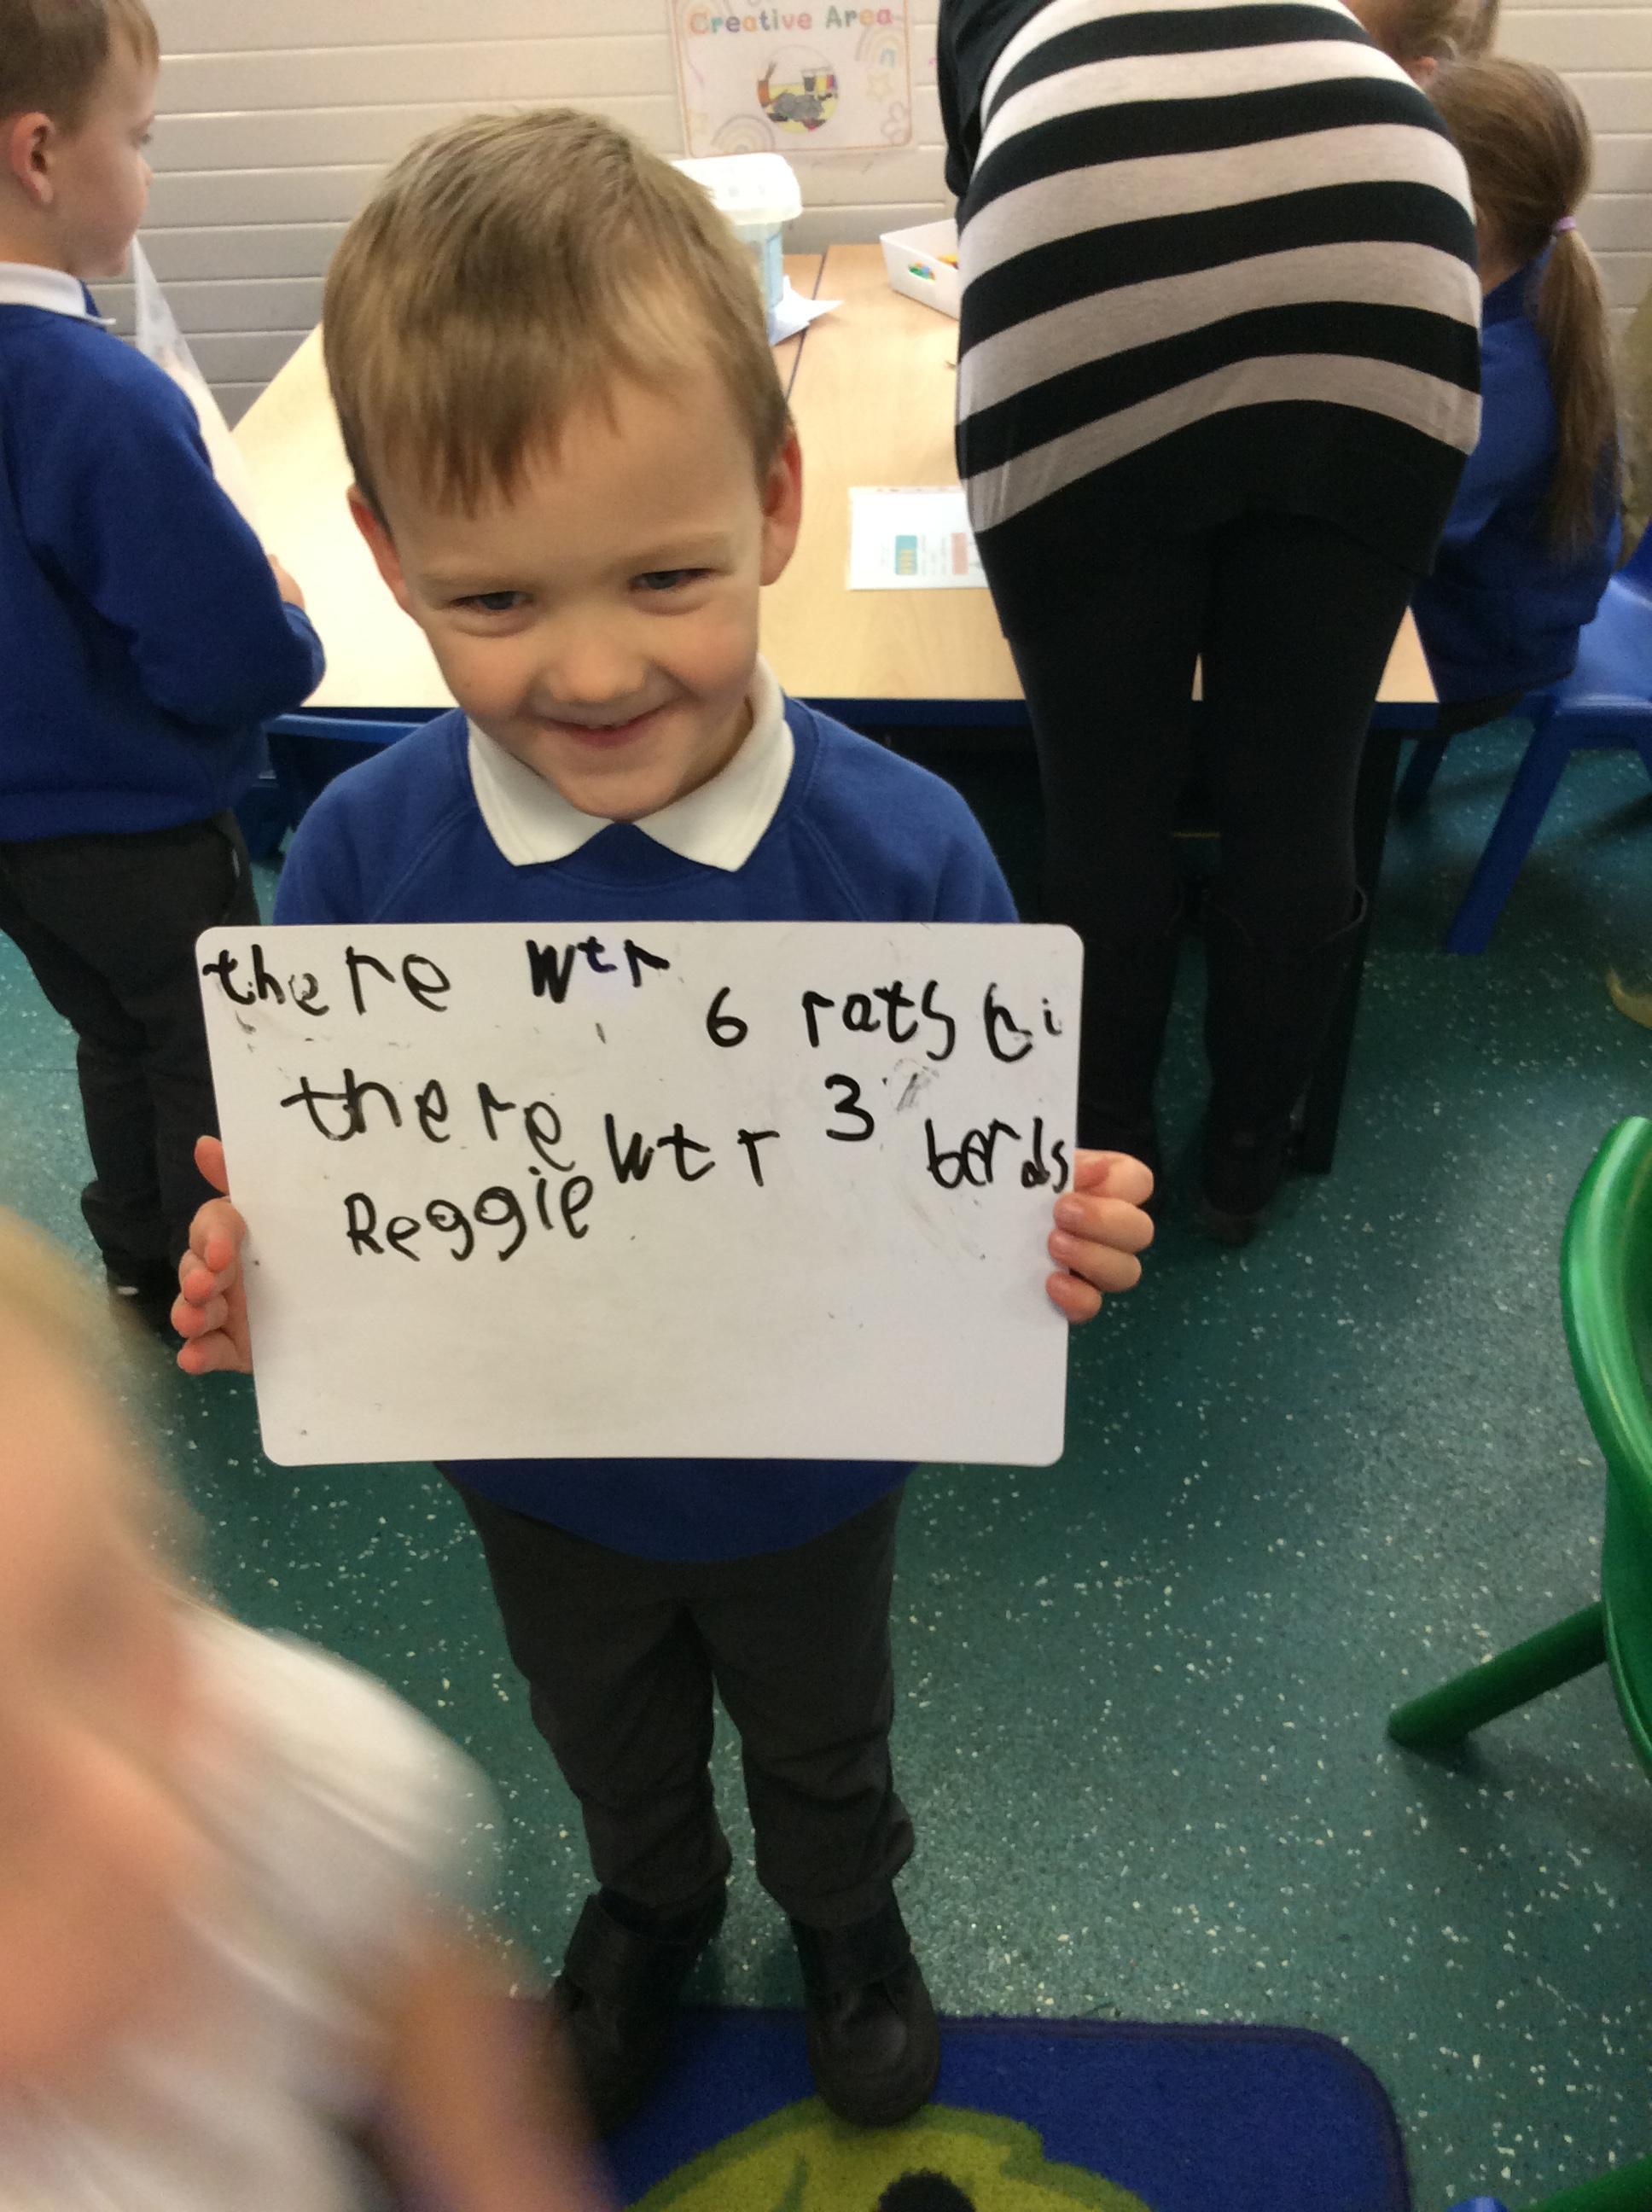 Creative Area
there wtr 6 rats
there wtr 3 berds
Reggie